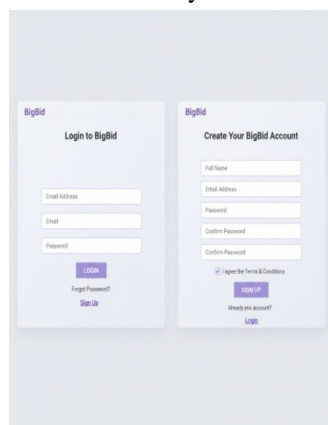 BigBid
Login to BigBid
Email Address
Email
Password
LOGIN
Forgot Password?
Sign Up
BigBid
Create Your BigBid Account
Full Name
Email Address
Password
Confirm Password
Confirm Password
I agree the Terms & Conditions
SIGM UP
Already you account?
Login